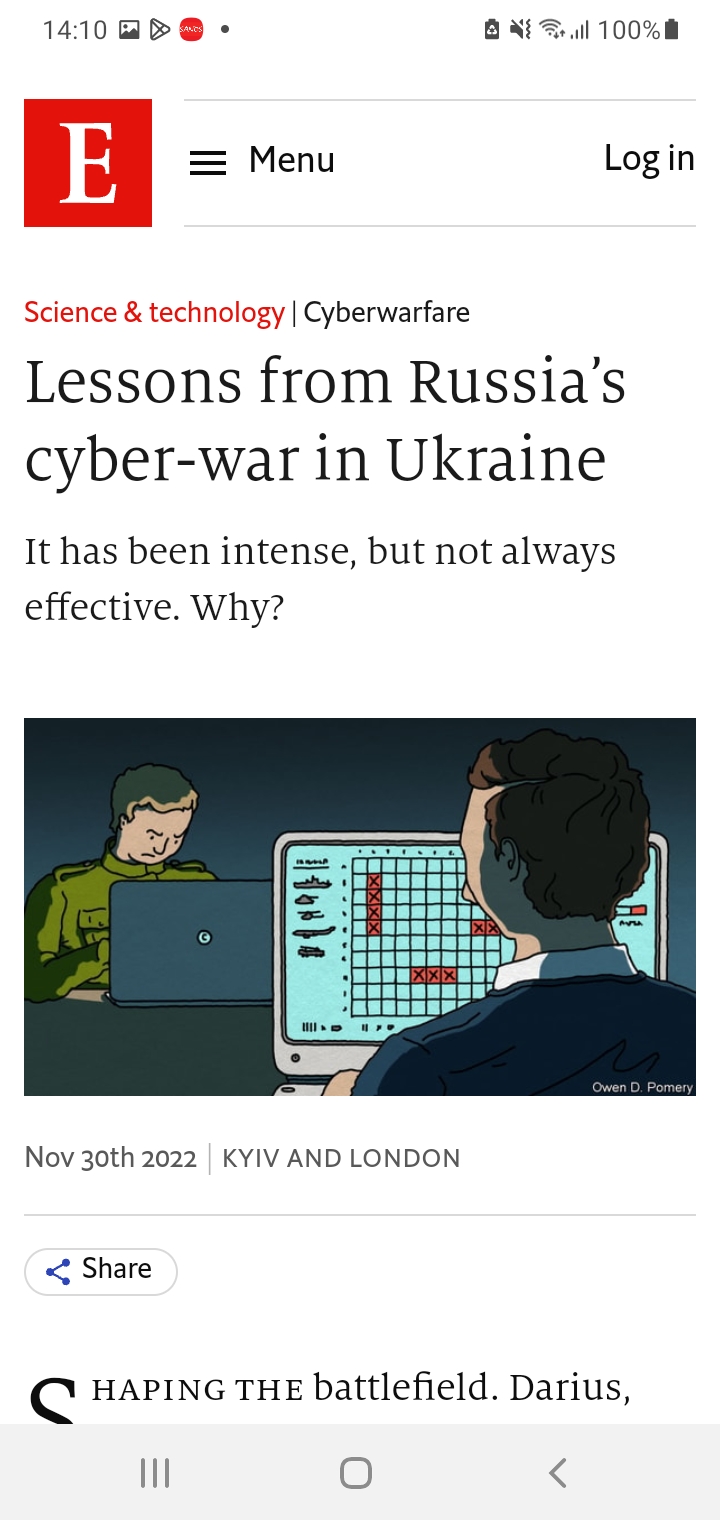 14:10
SANDS
100%
E
Menu
Log in
Science & technology | Cyberwarfare
Lessons from Russia’s
cyber-war in Ukraine
It has been intense, but not always
effective. Why?
Owen D. Pomery
Nov 30th 2022 | KYIV AND LONDON
Share
SHAPING THE battlefield. Darius,